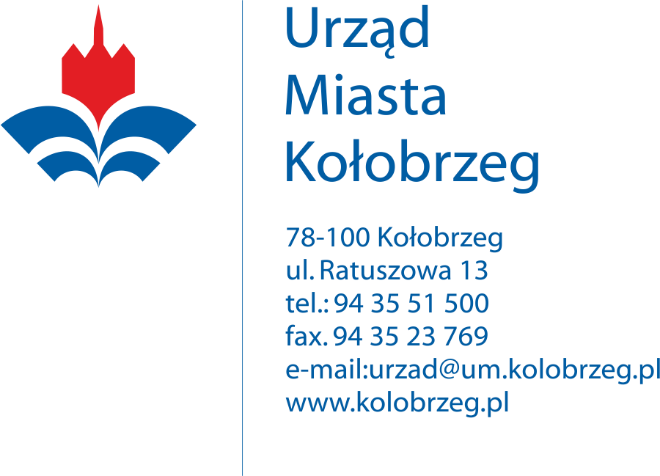 Urząd
Miasta
Kołobrzeg
78-100 Kołobrzeg
ul. Ratuszowa 13
tel.: 94 35 51 500
fax. 94 35 23 769
e-mail:urzad@um.kolobrzeg.pl
www.kolobrzeg.pl